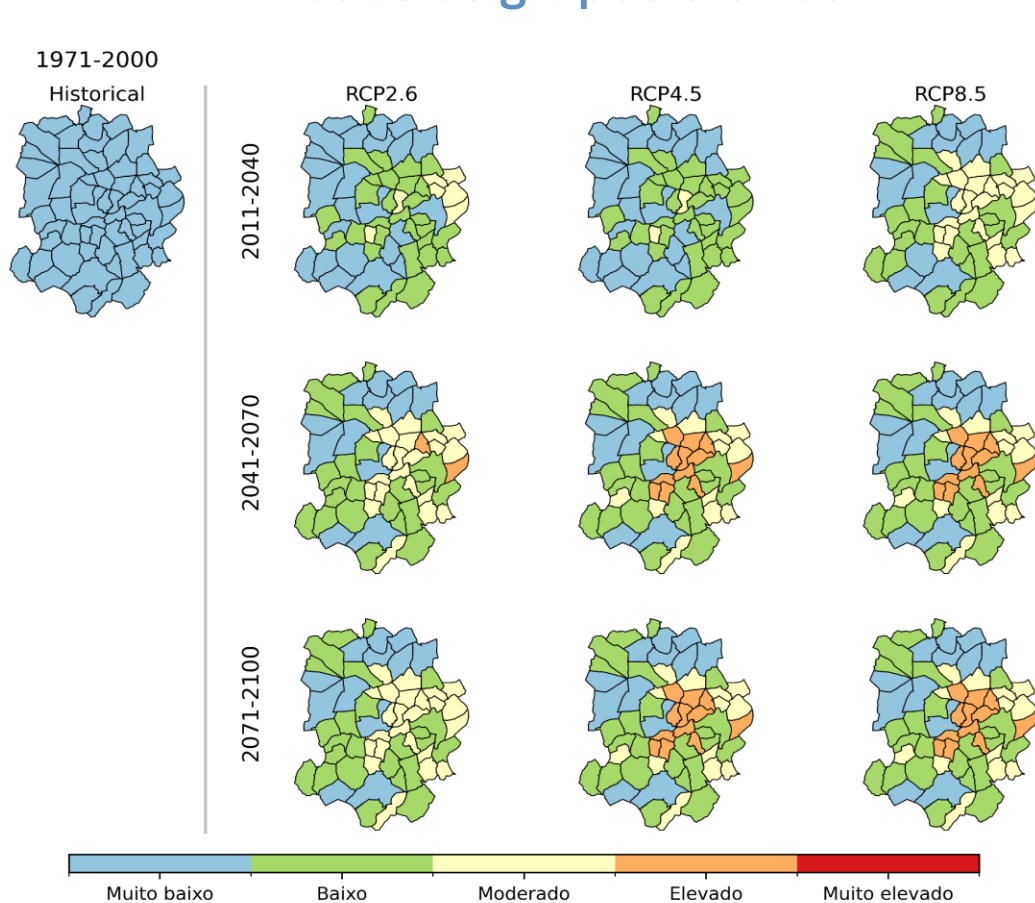 1971-2000
Historical
RCP2.6
RCP4.5
RCP8.5
2011-2040
2041-2070
2071-2100
Muito baixo
Baixo
Moderado
Elevado
Muito elevado